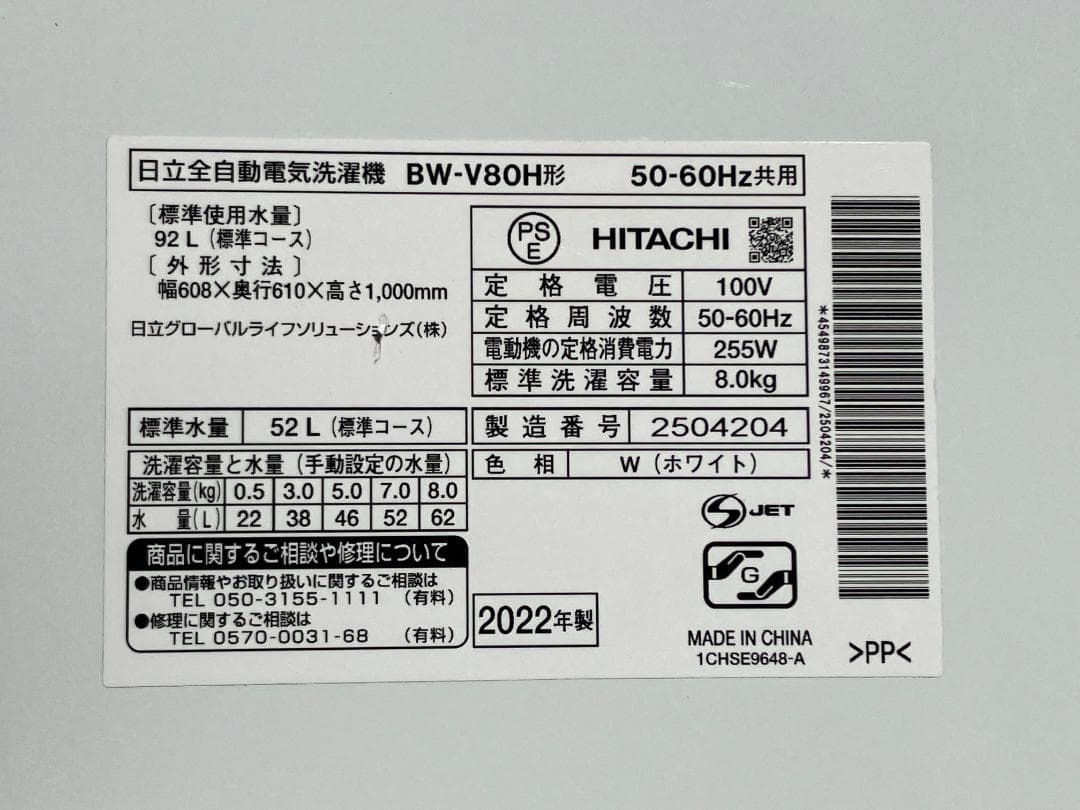 日立全自動電気洗濯機 BW-V80H形 50-60Hz共用
〔標準使用水量〕
92 L (標準コース)
〔外形寸法〕
幅608×奥行610×高さ1,000mm
日立グローバルライフソリューションズ(株)
PS E HITACHI
定格電圧 100V
定格周波数 50-60Hz
電動機の定格消費電力 255W
標準洗濯容量 8.0kg
標準水量 52 L (標準コース)
製造番号 2504204
色相 W (ホワイト)
洗濯容量と水量 (手動設定の水量)
洗濯容量(kg) 0.5 3.0 5.0 7.0 8.0
水量(L) 22 38 46 52 62
商品に関するご相談や修理について
●商品情報やお取り扱いに関するご相談は
TEL 050-3155-1111 (有料)
●修理に関するご相談は
TEL 0570-0031-68 (有料)
2022年製
S JET
G
MADE IN CHINA
1CHSE9648-A
>PP<
*4549873149967/2504204/*